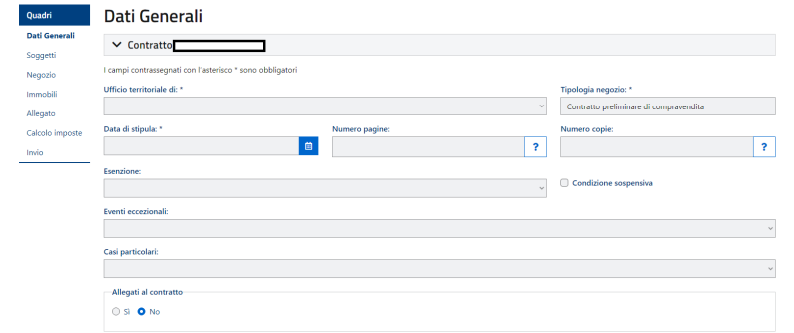 Quadri
Dati Generali
Soggetti
Negozio
Immobili
Allegato
Calcolo imposte
Invio
Dati Generali
Contratto
I campi contrassegnati con l'asterisco * sono obbligatori
Ufficio territoriale di: *
Tipologia negozio: *
Contratto preliminare di compravendita
Data di stipula: *
Numero pagine:
Numero copie:
?
?
Esenzione:
Condizione sospensiva
Eventi eccezionali:
Casi particolari:
Allegati al contratto
Sì No